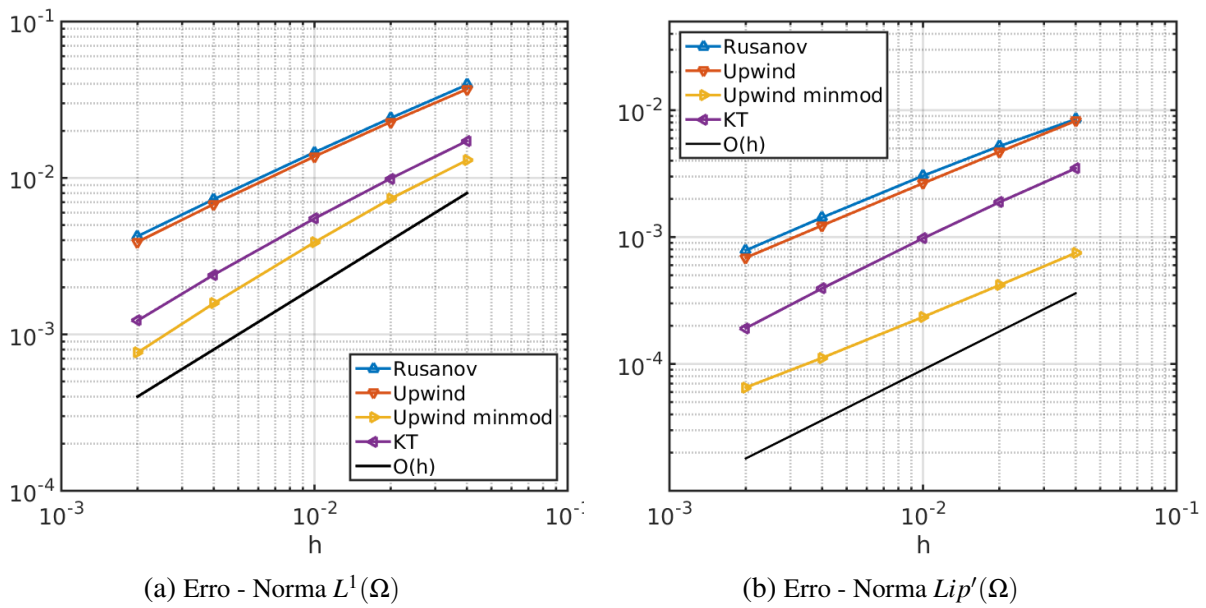 10^-1
10^-2
10^-3
10^-4
10^-3
10^-2
10^-1
h
Rusanov
Upwind
Upwind minmod
KT
O(h)
(a) Erro - Norma L^1(Ω)
Rusanov
Upwind
Upwind minmod
KT
O(h)
10^-2
10^-3
10^-4
10^-3
10^-2
10^-1
h
(b) Erro - Norma Lip′(Ω)